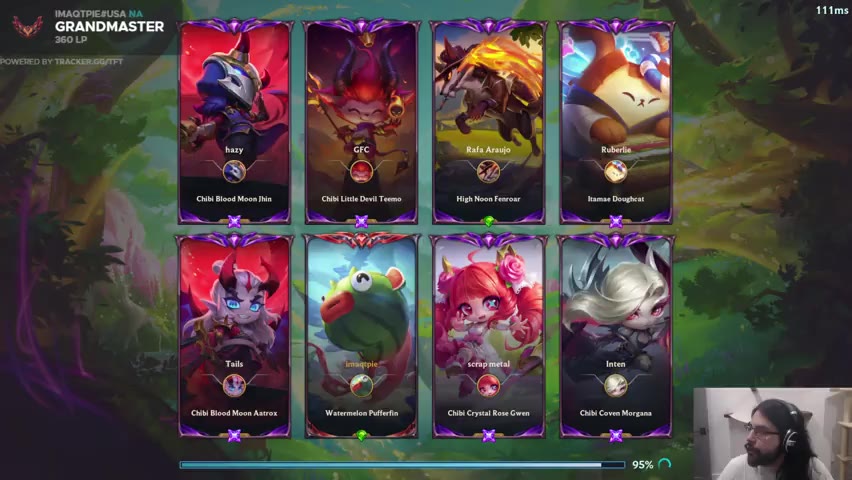 IMAQTPIE#USA NA
GRANDMASTER
360 LP
POWERED BY TRACKER.GG/TFT
111ms
hazy
Chibi Blood Moon Jhin
GFC
Chibi Little Devil Teemo
Rafa Araujo
High Noon Fenroar
Ruberlie
Itamae Doughcat
Tails
Chibi Blood Moon Aatrox
imaqtpie
Watermelon Pufferfin
scrap metal
Chibi Crystal Rose Gwen
Inten
Chibi Coven Morgana
95%